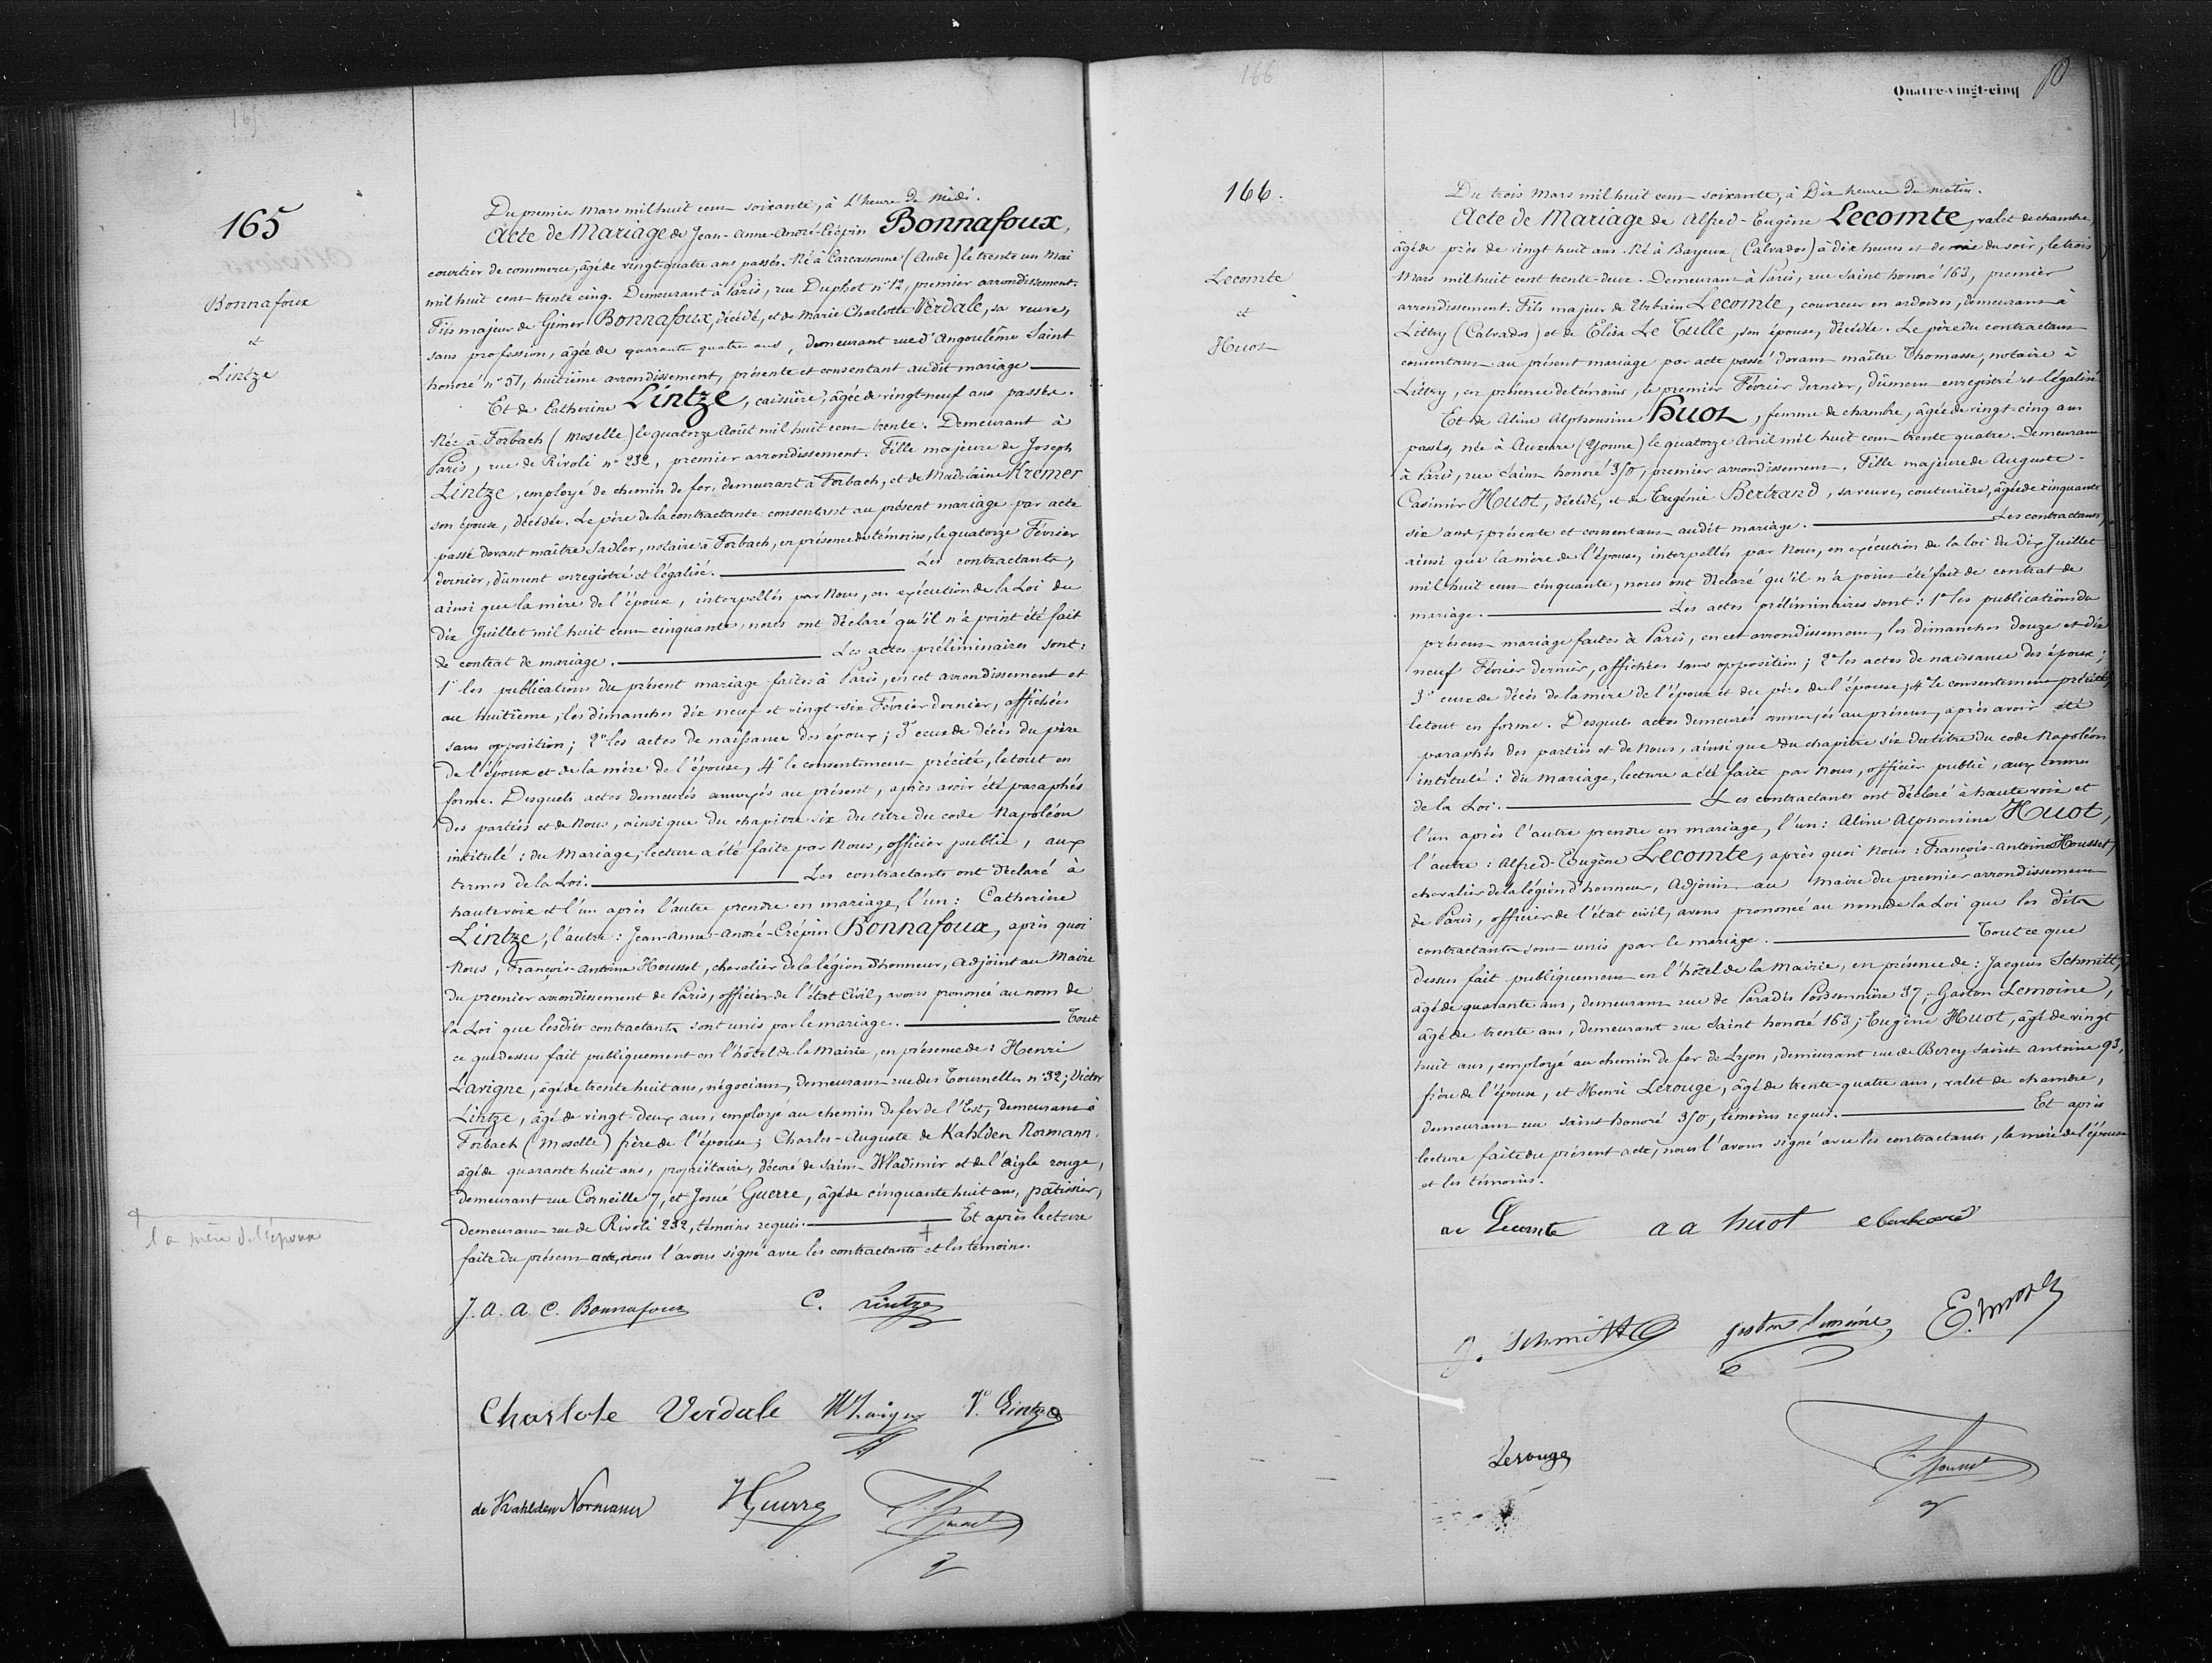 165
165
Bonnafoux
et
Lintze
Du premier Mars mil huit cent soixante, à l'heure de Midi.
Acte de Mariage de Jean-Anne-André-Crépin Bonnafoux,
courtier de commerce, âgé de vingt-quatre ans passés. Né à Carcassonne (Aude) le trente un Mai
mil huit cent trente cinq. Demeurant à Paris, rue Duphot n° 12, premier arrondissement.
Fils majeur de Gimer Bonnafoux, décédé, et de Marie Charlotte Verdale, sa veuve,
sans profession, âgée de quarante quatre ans, demeurant rue d'Angoulême Saint
honoré n° 51, huitième arrondissement, présente et consentant au dit mariage
Et de Catherine Lintze, caissière, âgée de vingt neuf ans passés.
Née à Forbach (Moselle) le quatorze Août mil huit cent trente. Demeurant à
Paris, rue de Rivoli n° 232, premier arrondissement. Fille majeure de Joseph
Lintze, employé de chemin de fer, demeurant à Forbach, et de Madelaine Kremer
son épouse, décédée. Le père de la contractante consentant au présent mariage par acte
passé devant maître Sadler, notaire à Forbach, en présence de témoins, le quatorze Février
dernier, dûment enregistré et légalisé. Les contractants,
ainsi que la mère de l'époux, interpellés par Nous, en exécution de la Loi du
dix Juillet mil huit cent cinquante, nous ont déclaré qu'il n'a point été fait
de contrat de mariage. Les actes préliminaires sont:
1° les publications du présent mariage faites à Paris, en cet arrondissement et
au huitième, les dimanches dix neuf et vingt-six Février dernier, affichées
sans opposition; 2° les actes de naissance des époux; 3° ceux de décès du père
de l'époux et de la mère de l'épouse, 4° le consentement précité, le tout en
forme. Desquels actes demeurés annexés au présent, après avoir été paraphés
des parties et de Nous, ainsi que du chapitre six du titre du code Napoléon
intitulé: du Mariage, lecture a été faite par Nous, officier public, aux
termes de la Loi. Les contractants ont déclaré à
haute voix et l'un après l'autre prendre en mariage, l'un: Catherine
Lintze, l'autre: Jean-Anne-André-Crépin Bonnafoux, après quoi
Nous, François-Antoine Housset, chevalier de la légion d'honneur, Adjoint au Maire
du premier arrondissement de Paris, officier de l'état Civil, avons prononcé au nom de
la Loi que lesdits contractants sont unis par le mariage. Tout
ce que dessus fait publiquement en l'hôtel de la Mairie, en présence de: Henri
Lavigne, âgé de trente huit ans, négociant, demeurant rue des Tournelles n° 32; Victor
Lintze, âgé de vingt-deux ans, employé au chemin de fer de l'Est, demeurant à
Forbach (Moselle) frère de l'épouse; Charles-Auguste de Kahlden Normann,
âgé de quarante huit ans, propriétaire, décoré de Saint-Wladimir et de l'Aigle rouge,
demeurant rue Corneille 7, et Josué Guerre, âgé de cinquante huit ans, pâtissier,
demeurant rue de Rivoli 232, témoins requis. Et après lecture
faite du présent acte, nous l'avons signé avec les contractants + et les témoins.
+ la mère de l'époux
J. A. A. C. Bonnafoux C. Lintze
Charlote Verdale V. Lintze
de Kahlden Normann
166
Quatre-vingt-cinq
166.
Lecomte
et
Huot
Du trois Mars mil huit cent soixante, à Dix heures du matin.
Acte de Mariage de Alfred-Eugène Lecomte, valet de chambre,
âgé de près de vingt huit ans. Né à Bayeux (Calvados) à dix heures et demie du soir, le trois
Mars mil huit cent trente-deux. Demeurant à Paris, rue Saint honoré 163, premier
arrondissement. Fils majeur de Urbain Lecomte, couvreur en ardoises, demeurant à
Littry (Calvados) et de Elisa Le Tulle, son épouse, décédée. Le père du contractant
consentant au présent mariage par acte passé devant maître Thomasse, notaire à
Littry, en présence de témoins, le premier Février dernier, dûment enregistré et légalisé.
Et de Aline Alphonsine Huot, femme de chambre, âgée de vingt-cinq ans
passés, née à Auxerre (Yonne) le quatorze Avril mil huit cent trente quatre. Demeurant
à Paris, rue Saint honoré 350, premier arrondissement. Fille majeure de Auguste-
Casimir Huot, décédé, et de Eugénie Bertrand, sa veuve, couturière, âgée de cinquante
six ans, présente et consentant audit mariage. Les contractants,
ainsi que la mère de l'épouse, interpellés par Nous, en exécution de la loi du dix Juillet
mil huit cent cinquante, nous ont déclaré qu'il n'a point été fait de contrat de
mariage. Les actes préliminaires sont: 1° les publications du
présent mariage faites à Paris, en cet arrondissement, les dimanches douze et dix
neuf Février dernier, affichées sans opposition; 2° les actes de naissance des époux;
3° ceux de décès de la mère de l'époux et du père de l'épouse; 4° le consentement précité,
le tout en forme. Desquels actes demeurés annexés au présent, après avoir été
paraphés des parties et de Nous, ainsi que du chapitre six du titre du code Napoléon
intitulé: du Mariage, lecture a été faite par Nous, officier public, aux termes
de la Loi. Les contractants ont déclaré à haute voix et
l'un après l'autre prendre en mariage, l'un: Aline Alphonsine Huot,
l'autre: Alfred-Eugène Lecomte, après quoi Nous: François-Antoine Housset,
chevalier de la légion d'honneur, Adjoint au Maire du premier arrondissement
de Paris, officier de l'état civil, avons prononcé au nom de la Loi que les dits
contractants sont unis par le mariage. Tout ce que
dessus fait publiquement en l'hôtel de la Mairie, en présence de: Jacques Schmitt,
âgé de quarante ans, demeurant rue de Paradis Poissonnière 37; Gaston Lemoine,
âgé de trente ans, demeurant rue Saint honoré 163; Eugène Huot, âgé de vingt
huit ans, employé au chemin de fer de Lyon, demeurant rue de Bercy Saint Antoine 93,
frère de l'épouse, et Henri Lerouge, âgé de trente-quatre ans, valet de chambre,
demeurant rue Saint honoré 350, témoins requis. Et après
lecture faite du présent acte, nous l'avons signé avec les contractants, la mère de l'épouse
et les témoins.
ae Lecomte a a huot
J. Schmitt gaston lemoine
Lerouge